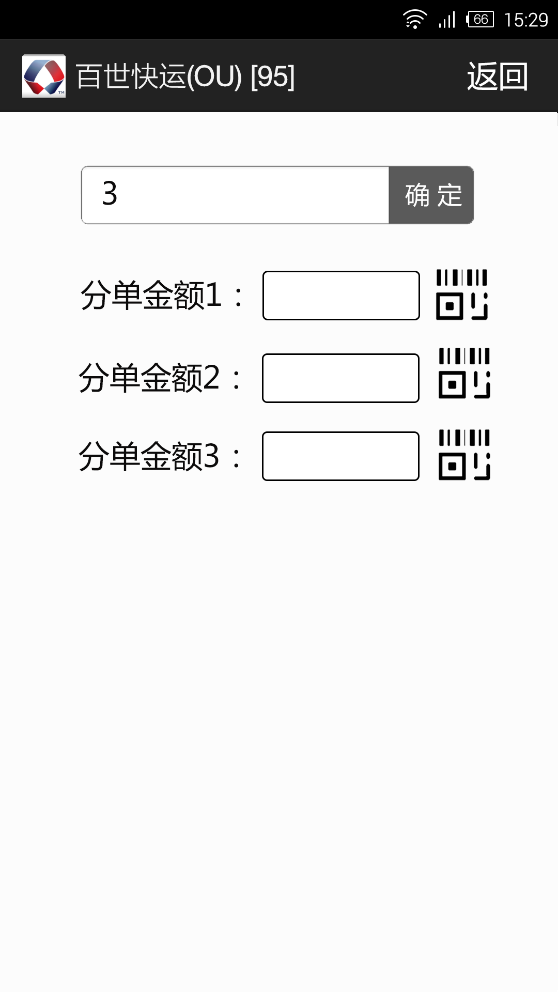 66 15:29
百世快运(OU) [95] 返回
3 确定
分单金额1：
分单金额2：
分单金额3：